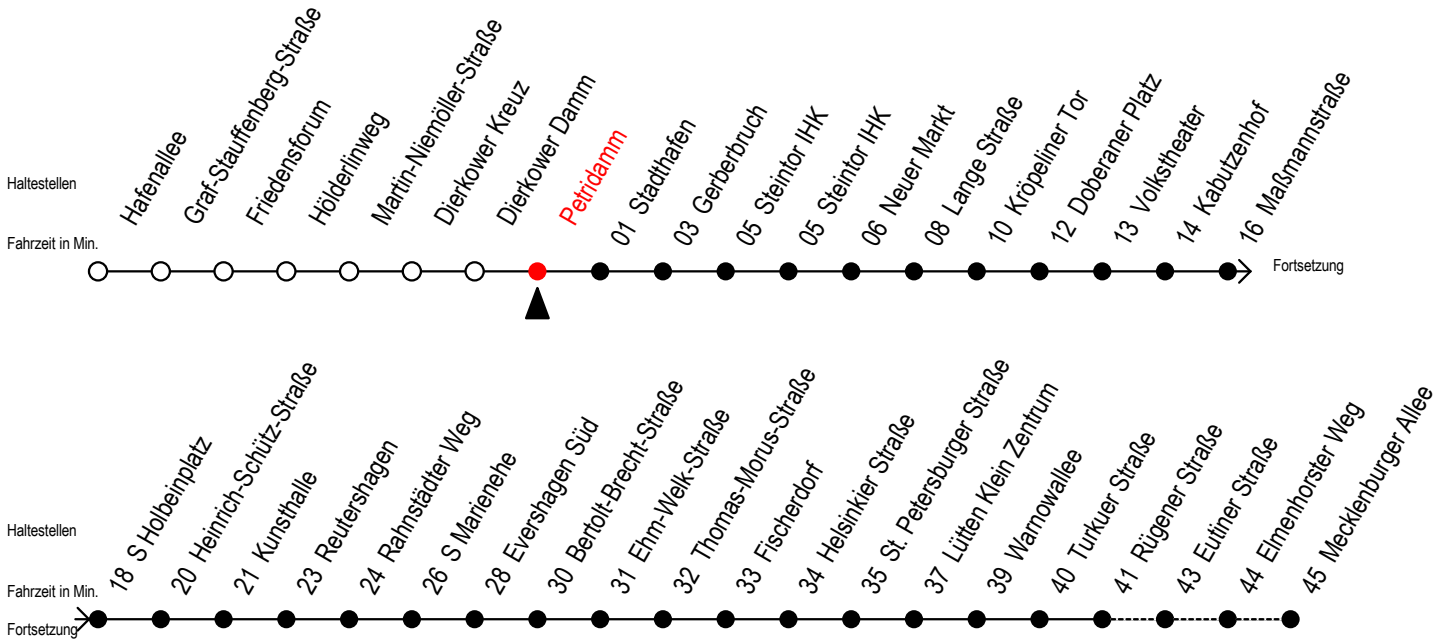 Haltestellen
Hafenallee
Graf-Stauffenberg-Straße
Friedensforum
Hölderlinweg
Martin-Niemöller-Straße
Dierkower Kreuz
Dierkower Damm
Petridamm
01 Stadthafen
03 Gerberbruch
05 Steintor IHK
05 Steintor IHK
06 Neuer Markt
08 Lange Straße
10 Kröpeliner Tor
12 Doberaner Platz
13 Volkstheater
14 Kabutzenhof
16 Maßmannstraße
Fahrzeit in Min.
Fortsetzung
Haltestellen
18 S Holbeinplatz
20 Heinrich-Schütz-Straße
21 Kunsthalle
23 Reutershagen
24 Rahnstädter Weg
26 S Marienehe
28 Evershagen Süd
30 Bertolt-Brecht-Straße
31 Ehm-Welk-Straße
32 Thomas-Morus-Straße
33 Fischerdorf
34 Helsinkier Straße
35 St. Petersburger Straße
37 Lütten Klein Zentrum
39 Warnowallee
40 Turkuer Straße
41 Rügener Straße
43 Eutiner Straße
44 Elmenhorster Weg
45 Mecklenburger Allee
Fahrzeit in Min.
Fortsetzung